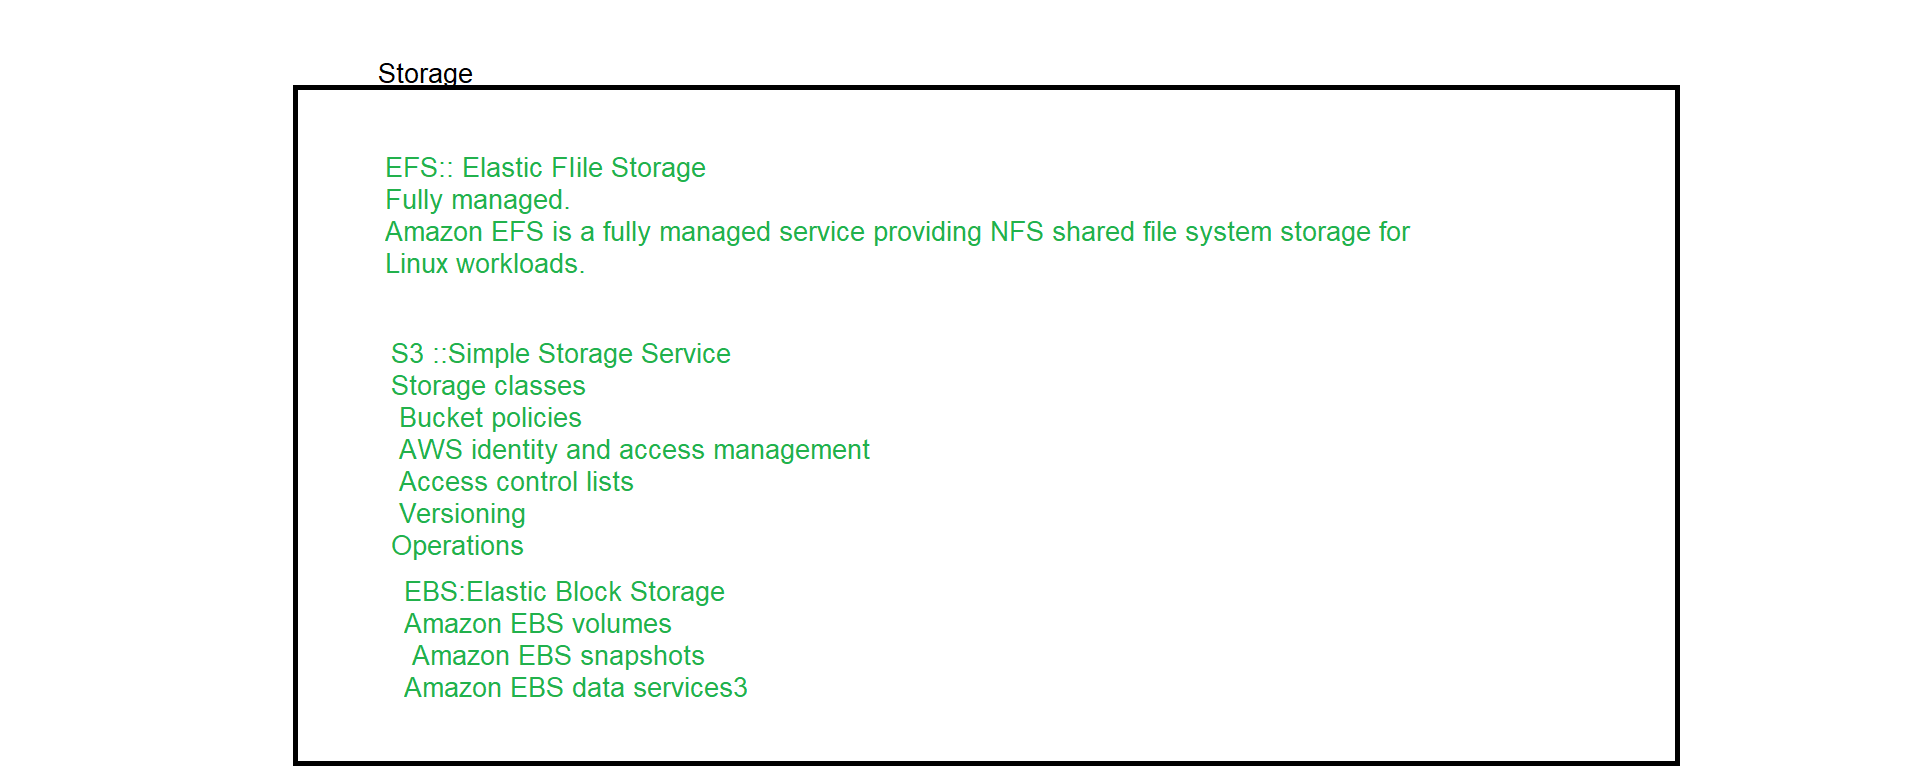 Storage
EFS:: Elastic FIile Storage
Fully managed.
Amazon EFS is a fully managed service providing NFS shared file system storage for
Linux workloads.
S3 ::Simple Storage Service
Storage classes
Bucket policies
AWS identity and access management
Access control lists
Versioning
Operations
EBS:Elastic Block Storage
Amazon EBS volumes
Amazon EBS snapshots
Amazon EBS data services3